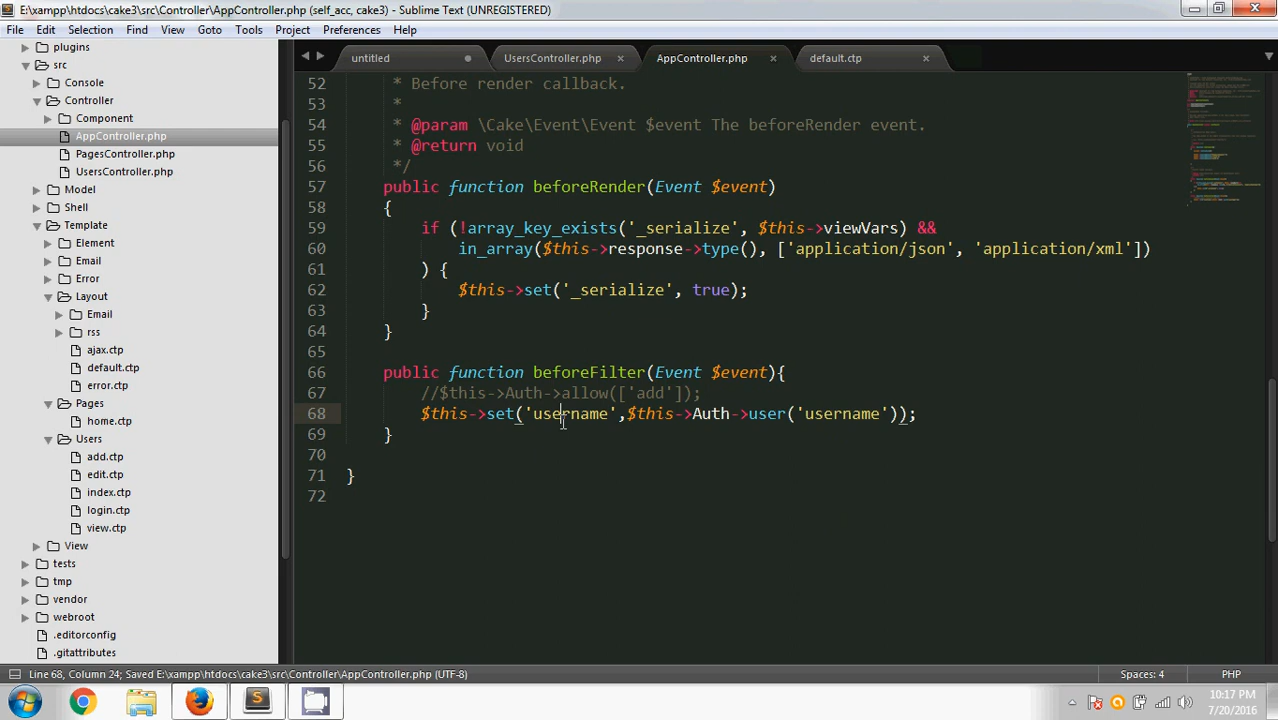 E:\xampp\htdocs\cake3\src\Controller\AppController.php (self_acc, cake3) - Sublime Text (UNREGISTERED)
File Edit Selection Find View Goto Tools Project Preferences Help
plugins
src
Console
Controller
Component
AppController.php
PagesController.php
UsersController.php
Model
Shell
Template
Element
Email
Error
Layout
Email
rss
ajax.ctp
default.ctp
error.ctp
Pages
home.ctp
Users
add.ctp
edit.ctp
index.ctp
login.ctp
view.ctp
View
tests
tmp
vendor
webroot
.editorconfig
.gitattributes
untitled UsersController.php AppController.php default.ctp
52 * Before render callback.
53 *
54 * @param \Cake\Event\Event $event The beforeRender event.
55 * @return void
56 */
57 public function beforeRender(Event $event)
58 {
59 if (!array_key_exists('_serialize', $this->viewVars) &&
60 in_array($this->response->type(), ['application/json', 'application/xml'])
61 ) {
62 $this->set('_serialize', true);
63 }
64 }
65
66 public function beforeFilter(Event $event){
67 //$this->Auth->allow(['add']);
68 $this->set('username',$this->Auth->user('username'));
69 }
70
71 }
72
Line 68, Column 24; Saved E:\xampp\htdocs\cake3\src\Controller\AppController.php (UTF-8) Spaces: 4 PHP
10:17 PM
7/20/2016